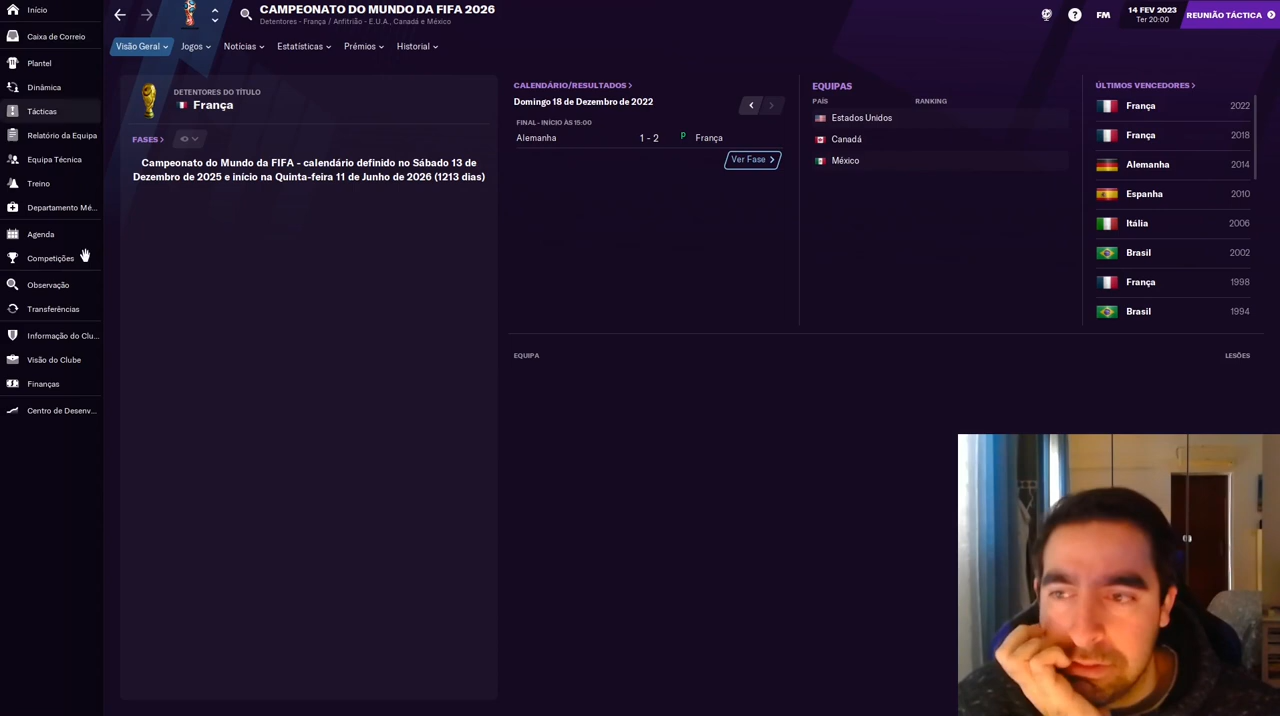 Início
Caixa de Correio
Plantel
Dinâmica
Tácticas
Relatório da Equipa
Equipa Técnica
Treino
Departamento Mé...
Agenda
Competições
Observação
Transferências
Informação do Clu...
Visão do Clube
Finanças
Centro de Desenv...
CAMPEONATO DO MUNDO DA FIFA 2026
Detentores - França / Anfitrião - E.U.A., Canadá e México
? FM
14 FEV 2023
Ter 20:00
REUNIÃO TÁCTICA
Visão Geral Jogos Notícias Estatísticas Prémios Historial
DETENTORES DO TÍTULO
França
FASES
Campeonato do Mundo da FIFA - calendário definido no Sábado 13 de
Dezembro de 2025 e início na Quinta-feira 11 de Junho de 2026 (1213 dias)
CALENDÁRIO/RESULTADOS
Domingo 18 de Dezembro de 2022
FINAL - INÍCIO ÀS 15:00
Alemanha 1 - 2 P França
Ver Fase
EQUIPAS
PAÍS RANKING
Estados Unidos
Canadá
México
ÚLTIMOS VENCEDORES
França 2022
França 2018
Alemanha 2014
Espanha 2010
Itália 2006
Brasil 2002
França 1998
Brasil 1994
EQUIPA LESÕES